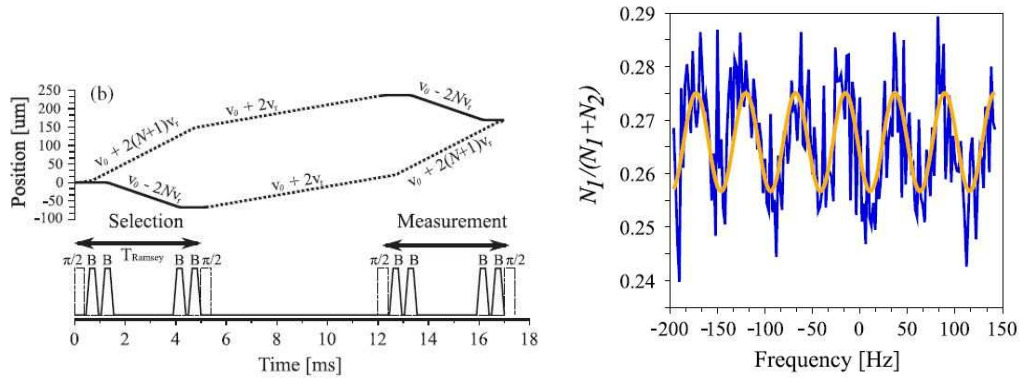 (b)
Position [um]
250
200
150
100
50
0
-50
-100
v₀ + 2(N+1)vᵣ
v₀ + 2vᵣ
v₀ - 2Nvᵣ
v₀ - 2Nvᵣ
v₀ + 2vᵣ
v₀ + 2(N+1)vᵣ
Selection
Measurement
T_Ramsey
π/2 B B B B π/2 π/2 B B B B π/2
0 2 4 6 8 10 12 14 16 18
Time [ms]
N₁/(N₁+N₂)
0.29
0.28
0.27
0.26
0.25
0.24
-200 -150 -100 -50 0 50 100 150
Frequency [Hz]